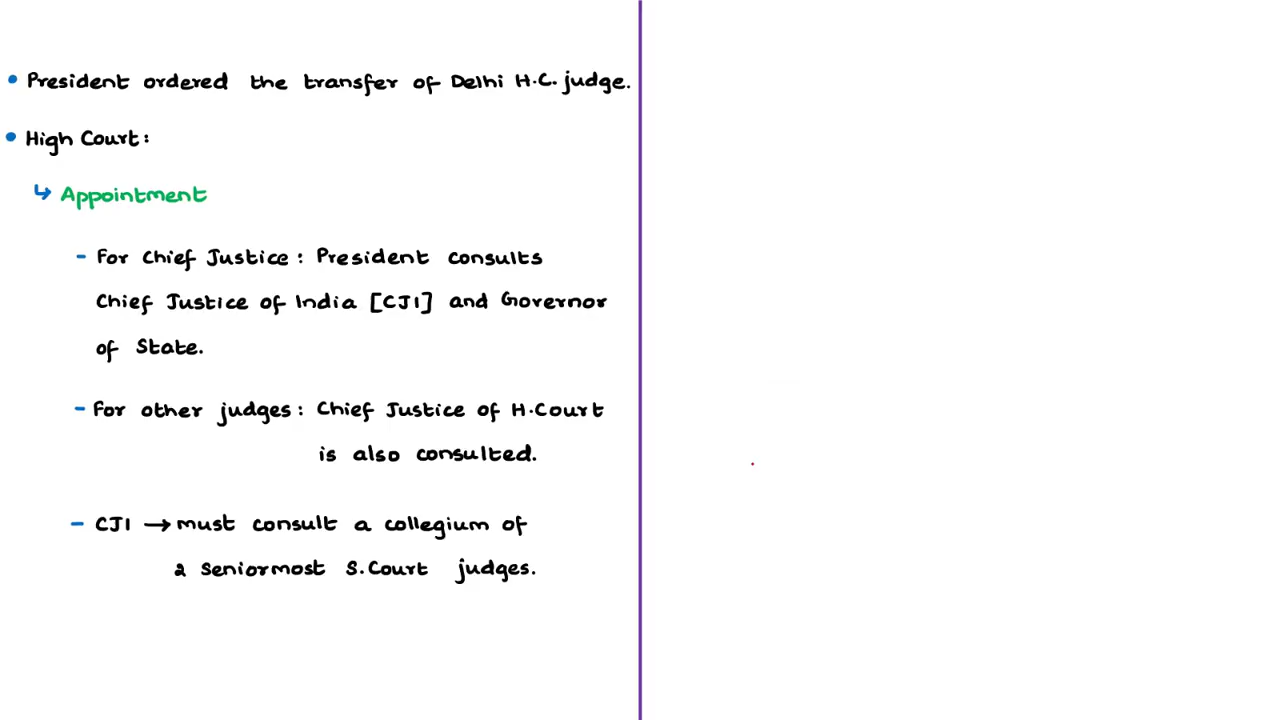 • President ordered the transfer of Delhi H.C. judge.
• High Court:
↳ Appointment
- For Chief Justice: President consults
Chief Justice of India [CJI] and Governor
of State.
- For other judges: Chief Justice of H.Court
is also consulted.
- CJI → must consult a collegium of
2 seniormost S.Court judges.